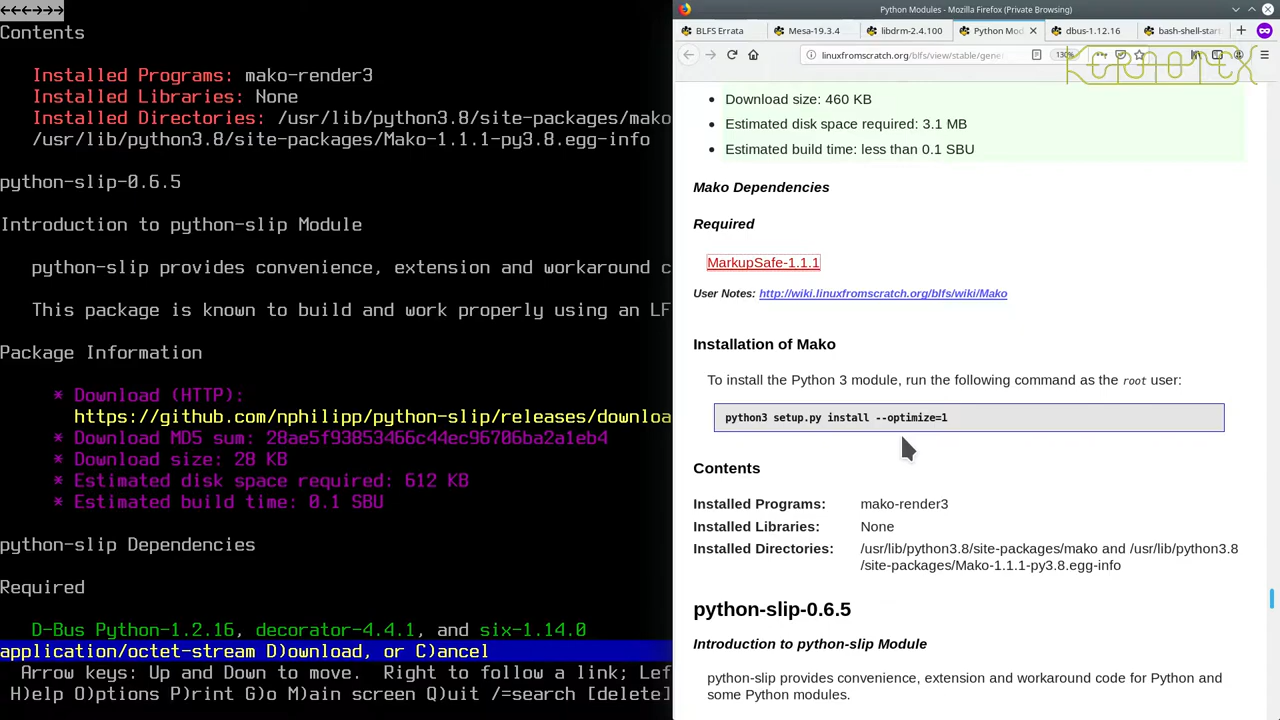 ←←←→→→
Contents
Installed Programs: mako-render3
Installed Libraries: None
Installed Directories: /usr/lib/python3.8/site-packages/mako
/usr/lib/python3.8/site-packages/Mako-1.1.1-py3.8.egg-info
python-slip-0.6.5
Introduction to python-slip Module
python-slip provides convenience, extension and workaround c
This package is known to build and work properly using an LF
Package Information
* Download (HTTP):
https://github.com/nphilipp/python-slip/releases/downloa
* Download MD5 sum: 28ae5f93853466c44ec96706ba2a1eb4
* Download size: 28 KB
* Estimated disk space required: 612 KB
* Estimated build time: 0.1 SBU
python-slip Dependencies
Required
D-Bus Python-1.2.16, decorator-4.4.1, and six-1.14.0
application/octet-stream D)ownload, or C)ancel
Arrow keys: Up and Down to move.  Right to follow a link; Lef
H)elp O)ptions P)rint G)o M)ain screen Q)uit /=search [delete]
Python Modules - Mozilla Firefox (Private Browsing)
BLFS Errata
Mesa-19.3.4
libdrm-2.4.100
Python Mod
dbus-1.12.16
bash-shell-start
linuxfromscratch.org/blfs/view/stable/gener
130%
KERNOTEX
• Download size: 460 KB
• Estimated disk space required: 3.1 MB
• Estimated build time: less than 0.1 SBU
Mako Dependencies
Required
MarkupSafe-1.1.1
User Notes: http://wiki.linuxfromscratch.org/blfs/wiki/Mako
Installation of Mako
To install the Python 3 module, run the following command as the root user:
python3 setup.py install --optimize=1
Contents
Installed Programs: mako-render3
Installed Libraries: None
Installed Directories: /usr/lib/python3.8/site-packages/mako and /usr/lib/python3.8
/site-packages/Mako-1.1.1-py3.8.egg-info
python-slip-0.6.5
Introduction to python-slip Module
python-slip provides convenience, extension and workaround code for Python and
some Python modules.